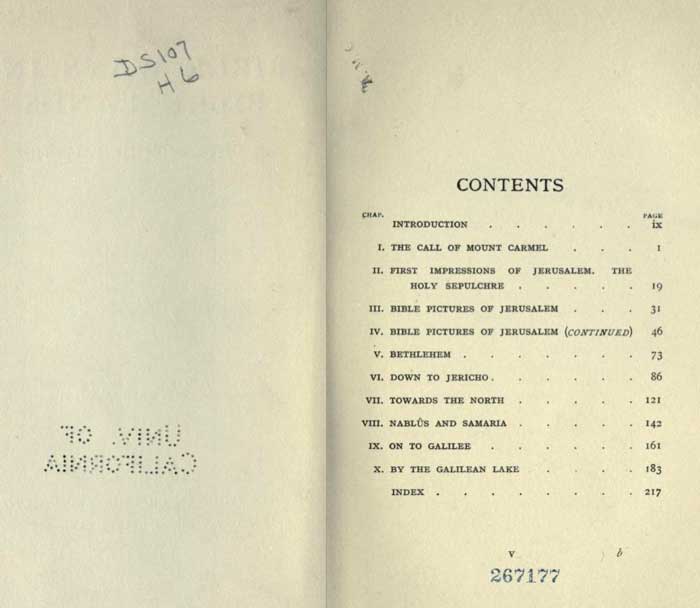 DS107
H6
UNIV. OF
CALIFORNIA
CONTENTS
CHAP. PAGE
INTRODUCTION . . . . . . ix
I. THE CALL OF MOUNT CARMEL . . . 1
II. FIRST IMPRESSIONS OF JERUSALEM. THE
HOLY SEPULCHRE . . . . . 19
III. BIBLE PICTURES OF JERUSALEM . . . 31
IV. BIBLE PICTURES OF JERUSALEM (CONTINUED) 46
V. BETHLEHEM . . . . . . . 73
VI. DOWN TO JERICHO . . . . . . 86
VII. TOWARDS THE NORTH . . . . . 121
VIII. NABLÛS AND SAMARIA . . . . . 142
IX. ON TO GALILEE . . . . . . 161
X. BY THE GALILEAN LAKE . . . . 183
INDEX . . . . . . . . 217
v b
267177